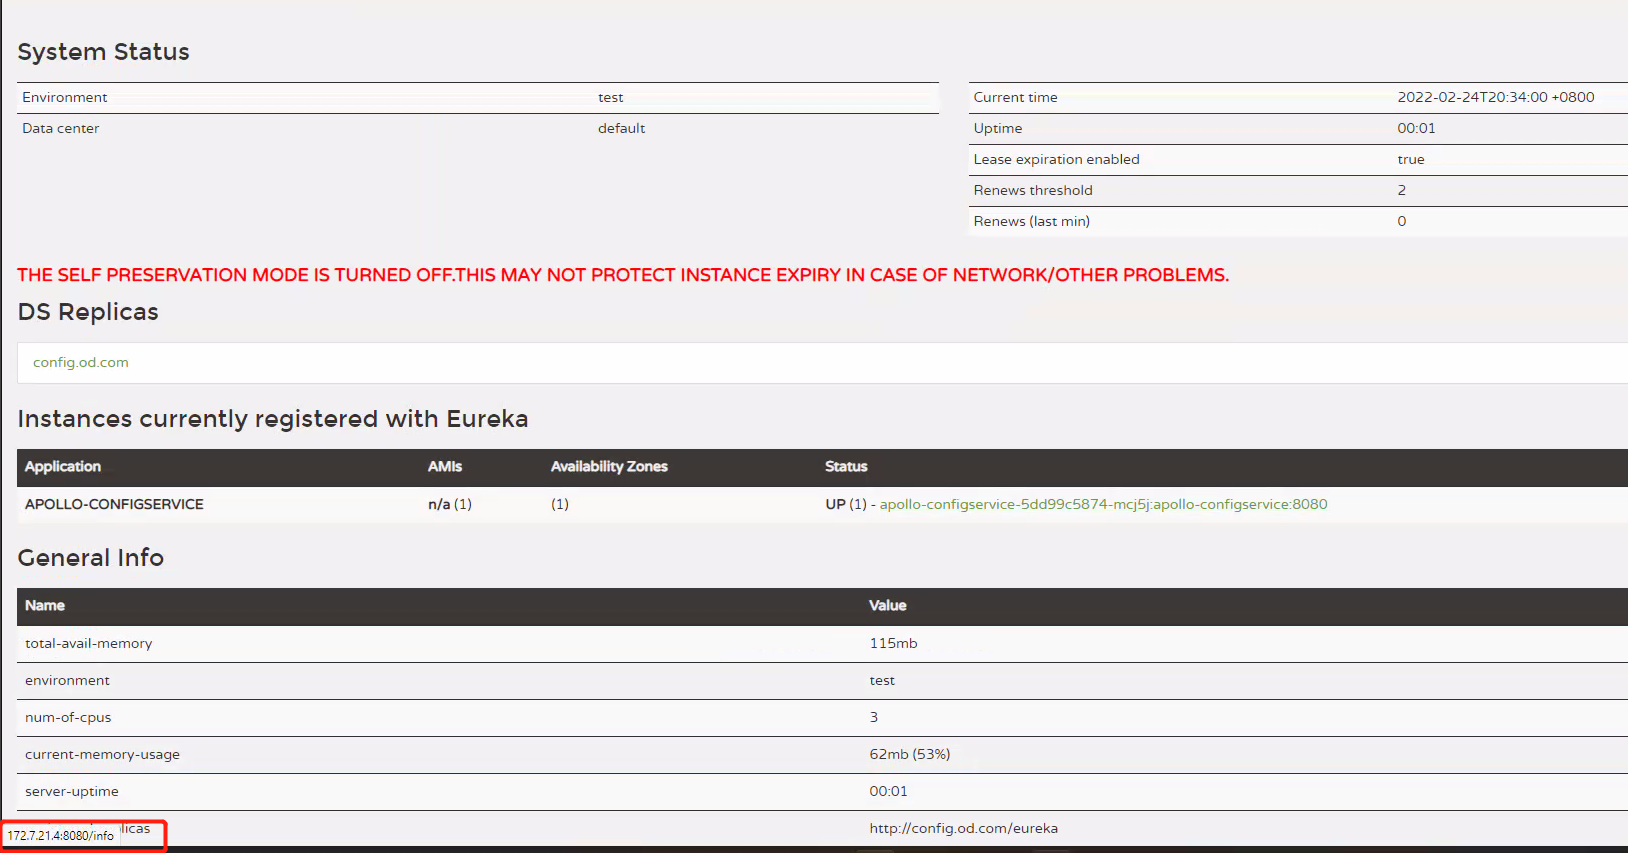 System Status
Environment test
Data center default
Current time 2022-02-24T20:34:00 +0800
Uptime 00:01
Lease expiration enabled true
Renews threshold 2
Renews (last min) 0
THE SELF PRESERVATION MODE IS TURNED OFF.THIS MAY NOT PROTECT INSTANCE EXPIRY IN CASE OF NETWORK/OTHER PROBLEMS.
DS Replicas
config.od.com
Instances currently registered with Eureka
Application AMIs Availability Zones Status
APOLLO-CONFIGSERVICE n/a (1) (1) UP (1) - apollo-configservice-5dd99c5874-mcj5j:apollo-configservice:8080
General Info
Name Value
total-avail-memory 115mb
environment test
num-of-cpus 3
current-memory-usage 62mb (53%)
server-uptime 00:01
http://config.od.com/eureka
172.7.21.4:8080/info